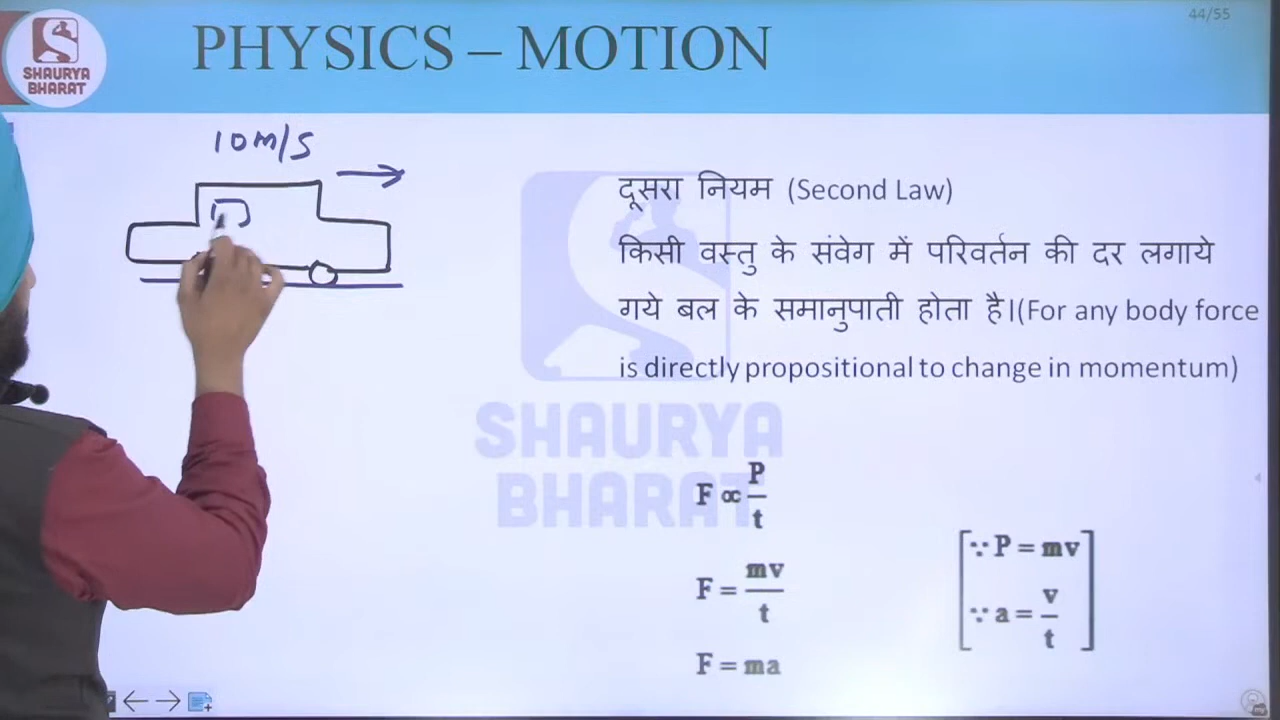 44/55
PHYSICS – MOTION
SHAURYA
BHARAT
10m/s
दूसरा नियम (Second Law)
किसी वस्तु के संवेग में परिवर्तन की दर लगाये
गये बल के समानुपाती होता है।(For any body force
is directly propositional to change in momentum)
SHAURYA
BHARAT
F ∝ P/t
F = mv/t
F = ma
∵ P = mv
∵ a = v/t